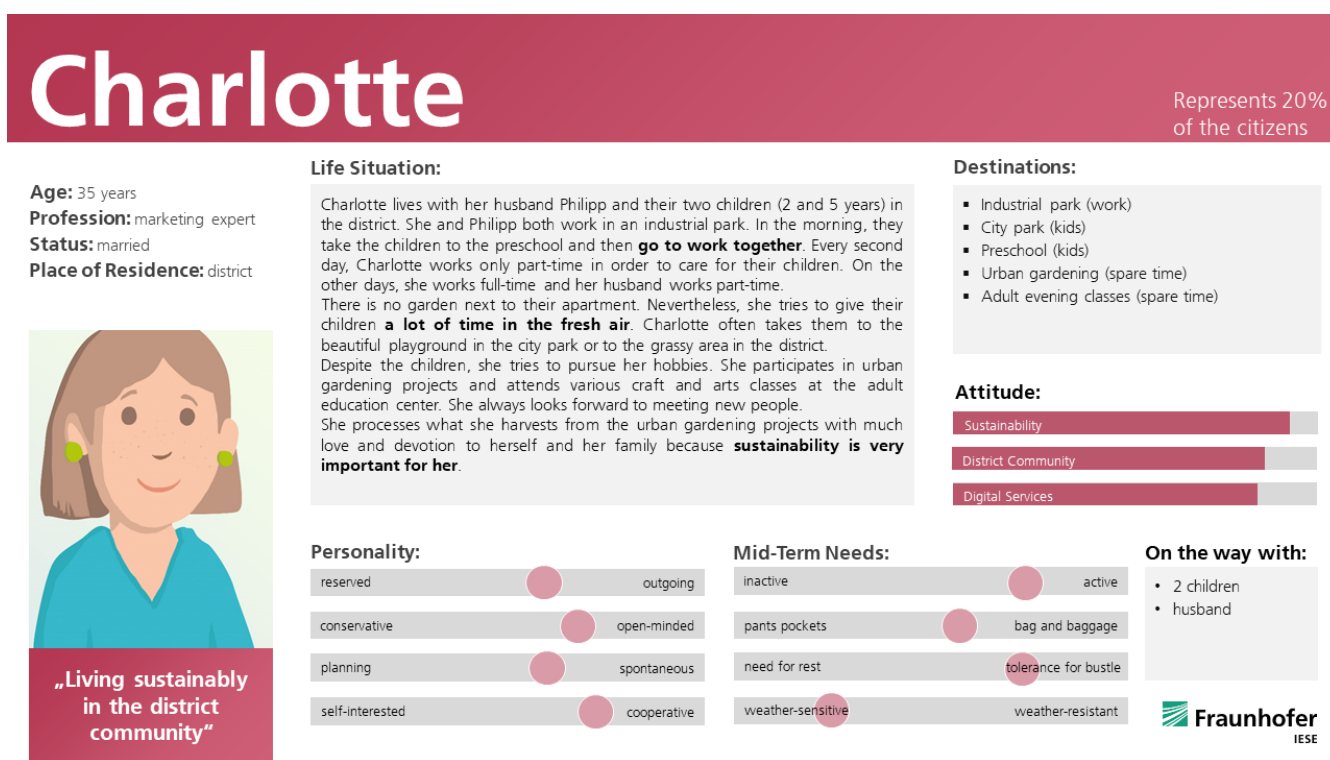 Charlotte
Represents 20%
of the citizens
Age: 35 years
Profession: marketing expert
Status: married
Place of Residence: district
„Living sustainably
in the district
community“
Life Situation:
Charlotte lives with her husband Philipp and their two children (2 and 5 years) in
the district. She and Philipp both work in an industrial park. In the morning, they
take the children to the preschool and then go to work together. Every second
day, Charlotte works only part-time in order to care for their children. On the
other days, she works full-time and her husband works part-time.
There is no garden next to their apartment. Nevertheless, she tries to give their
children a lot of time in the fresh air. Charlotte often takes them to the
beautiful playground in the city park or to the grassy area in the district.
Despite the children, she tries to pursue her hobbies. She participates in urban
gardening projects and attends various craft and arts classes at the adult
education center. She always looks forward to meeting new people.
She processes what she harvests from the urban gardening projects with much
love and devotion to herself and her family because sustainability is very
important for her.
Destinations:
▪ Industrial park (work)
▪ City park (kids)
▪ Preschool (kids)
▪ Urban gardening (spare time)
▪ Adult evening classes (spare time)
Attitude:
Sustainability
District Community
Digital Services
Personality:
reserved outgoing
conservative open-minded
planning spontaneous
self-interested cooperative
Mid-Term Needs:
inactive active
pants pockets bag and baggage
need for rest tolerance for bustle
weather-sensitive weather-resistant
On the way with:
• 2 children
• husband
Fraunhofer
IESE